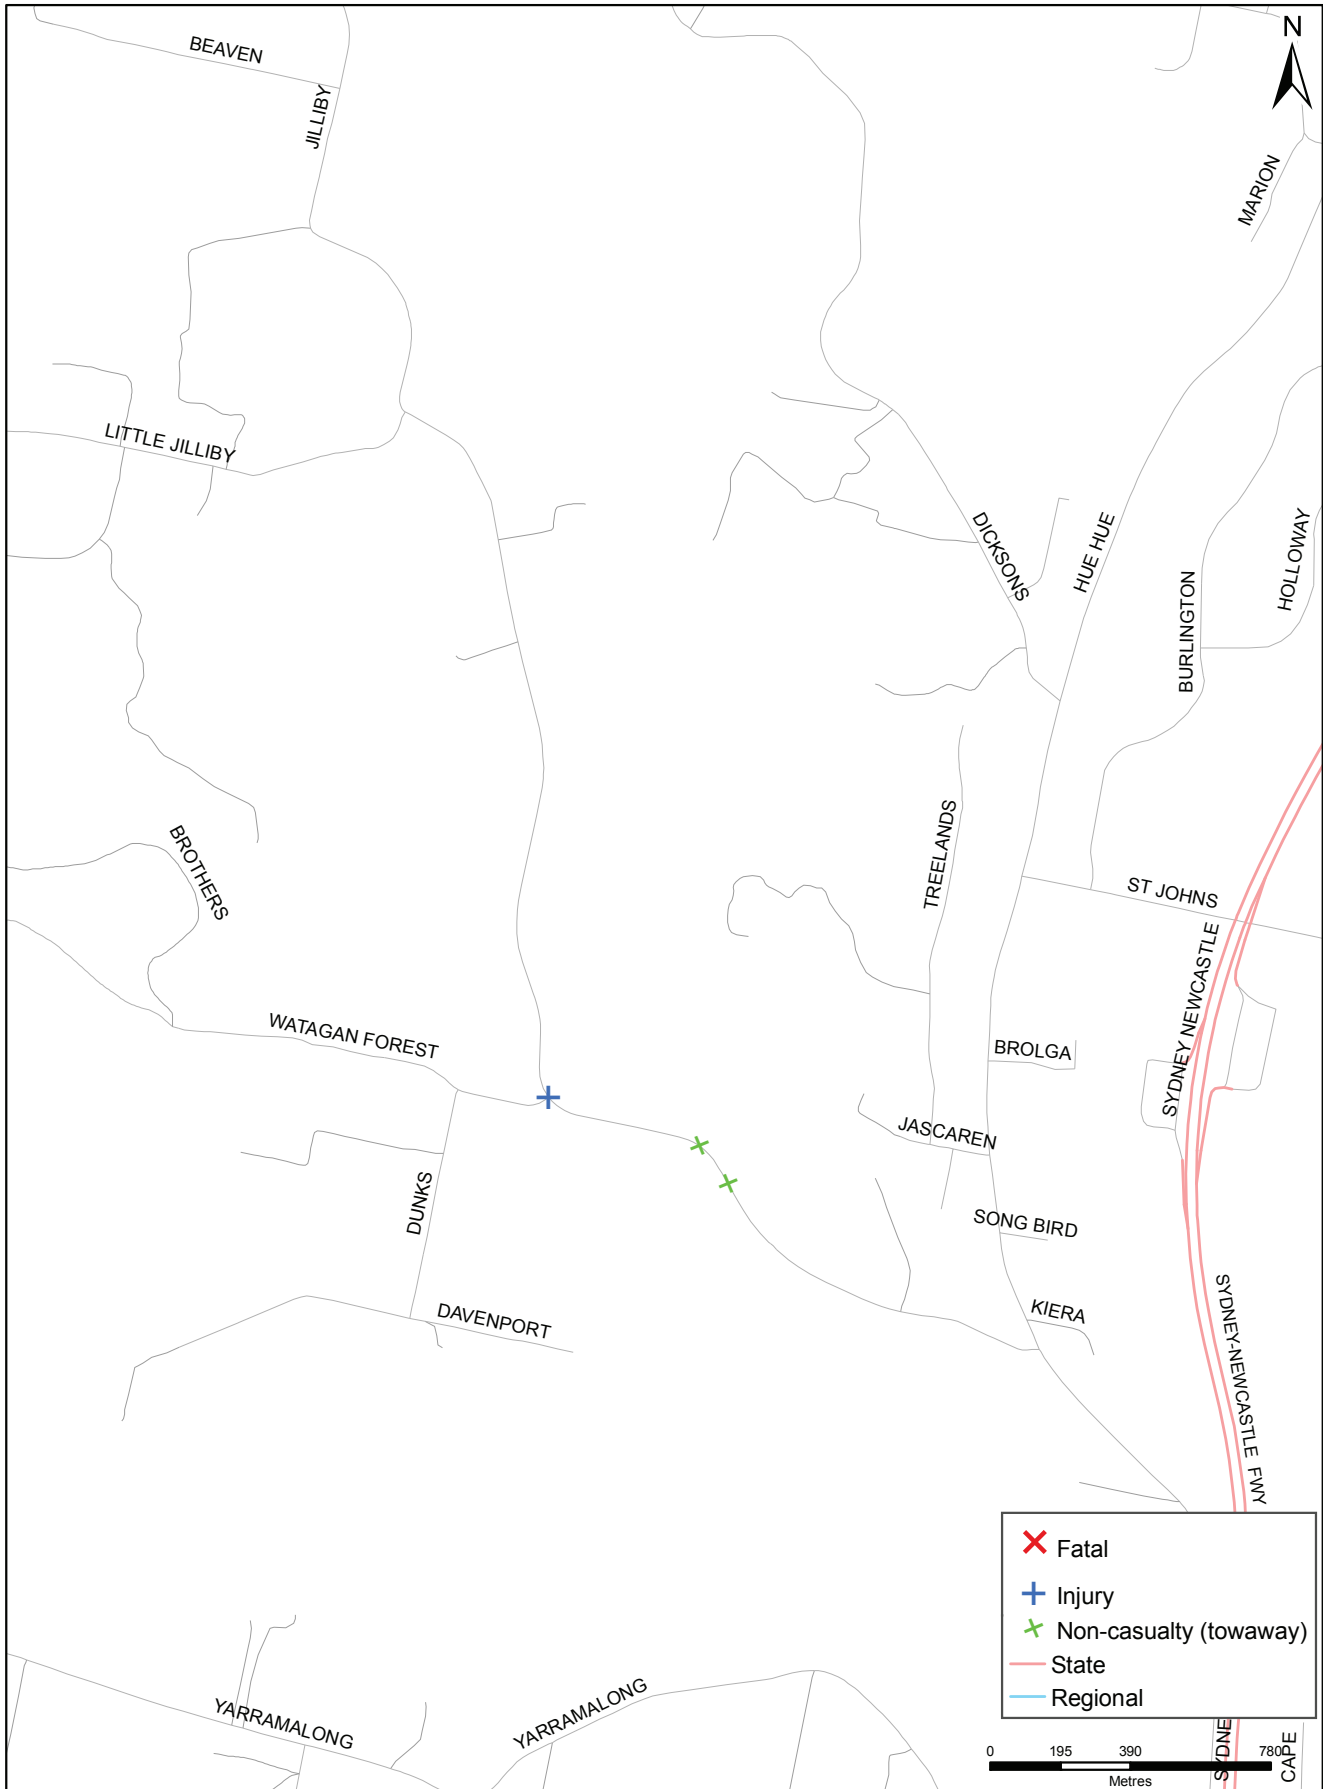 N
BEAVEN
JILLIBY
MARION
LITTLE JILLIBY
DICKSONS
HUE HUE
HOLLOWAY
BURLINGTON
TREELANDS
BROTHERS
ST JOHNS
SYDNEY NEWCASTLE
WATAGAN FOREST
BROLGA
JASCAREN
DUNKS
SONG BIRD
KIERA
DAVENPORT
SYDNEY-NEWCASTLE FWY
Fatal
Injury
Non-casualty (towaway)
State
Regional
YARRAMALONG
YARRAMALONG
SYDNE
CAPE
0 195 390 780
Metres